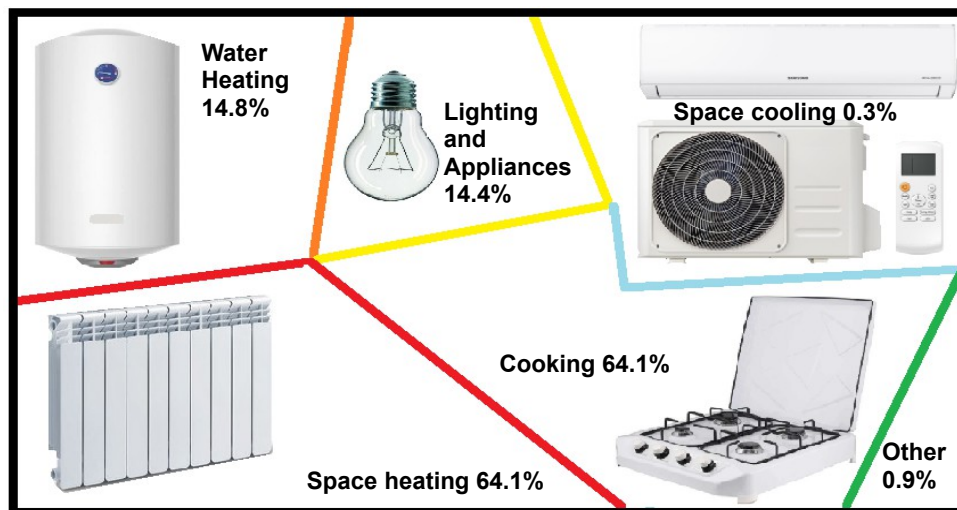 Water
Heating
14.8%
Lighting
and
Appliances
14.4%
SAMSUNG
Space cooling 0.3%
Cooking 64.1%
Space heating 64.1%
Other
0.9%